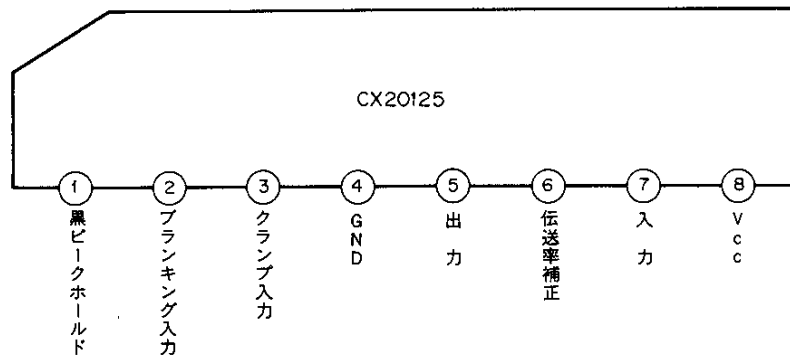 CX20125
1
黒ピークホールド
2
ブランキング入力
3
クランプ入力
4
GND
5
出力
6
伝送率補正
7
入力
8
Vcc